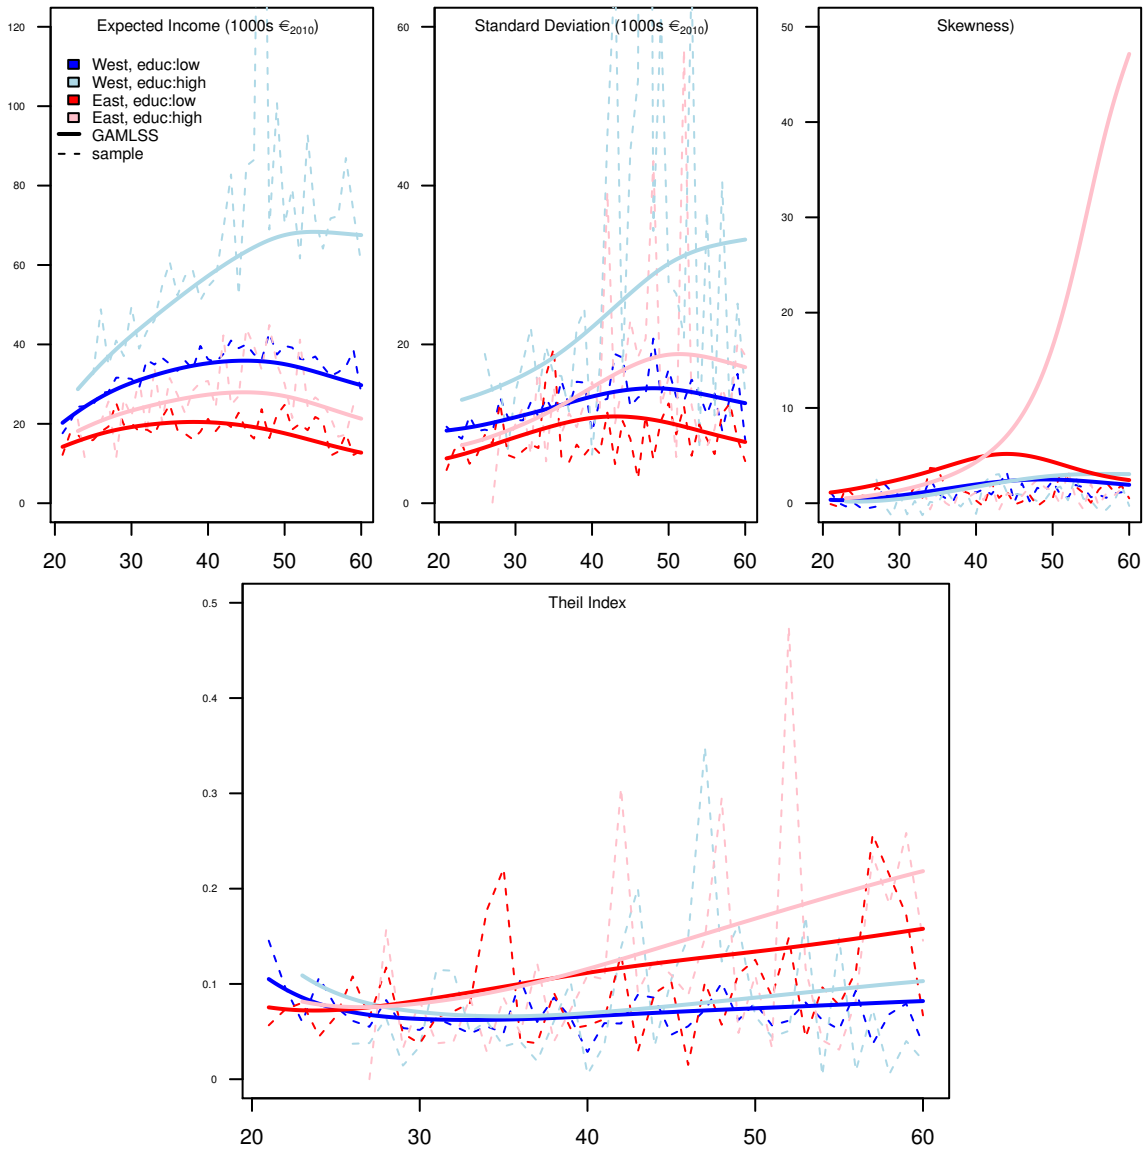 Expected Income (1000s €2010)
120
100
80
60
40
20
0
West, educ:low
West, educ:high
East, educ:low
East, educ:high
GAMLSS
sample
20 30 40 50 60
Standard Deviation (1000s €2010)
60
40
20
0
20 30 40 50 60
Skewness)
50
40
30
20
10
0
20 30 40 50 60
Theil Index
0.5
0.4
0.3
0.2
0.1
0
20 30 40 50 60